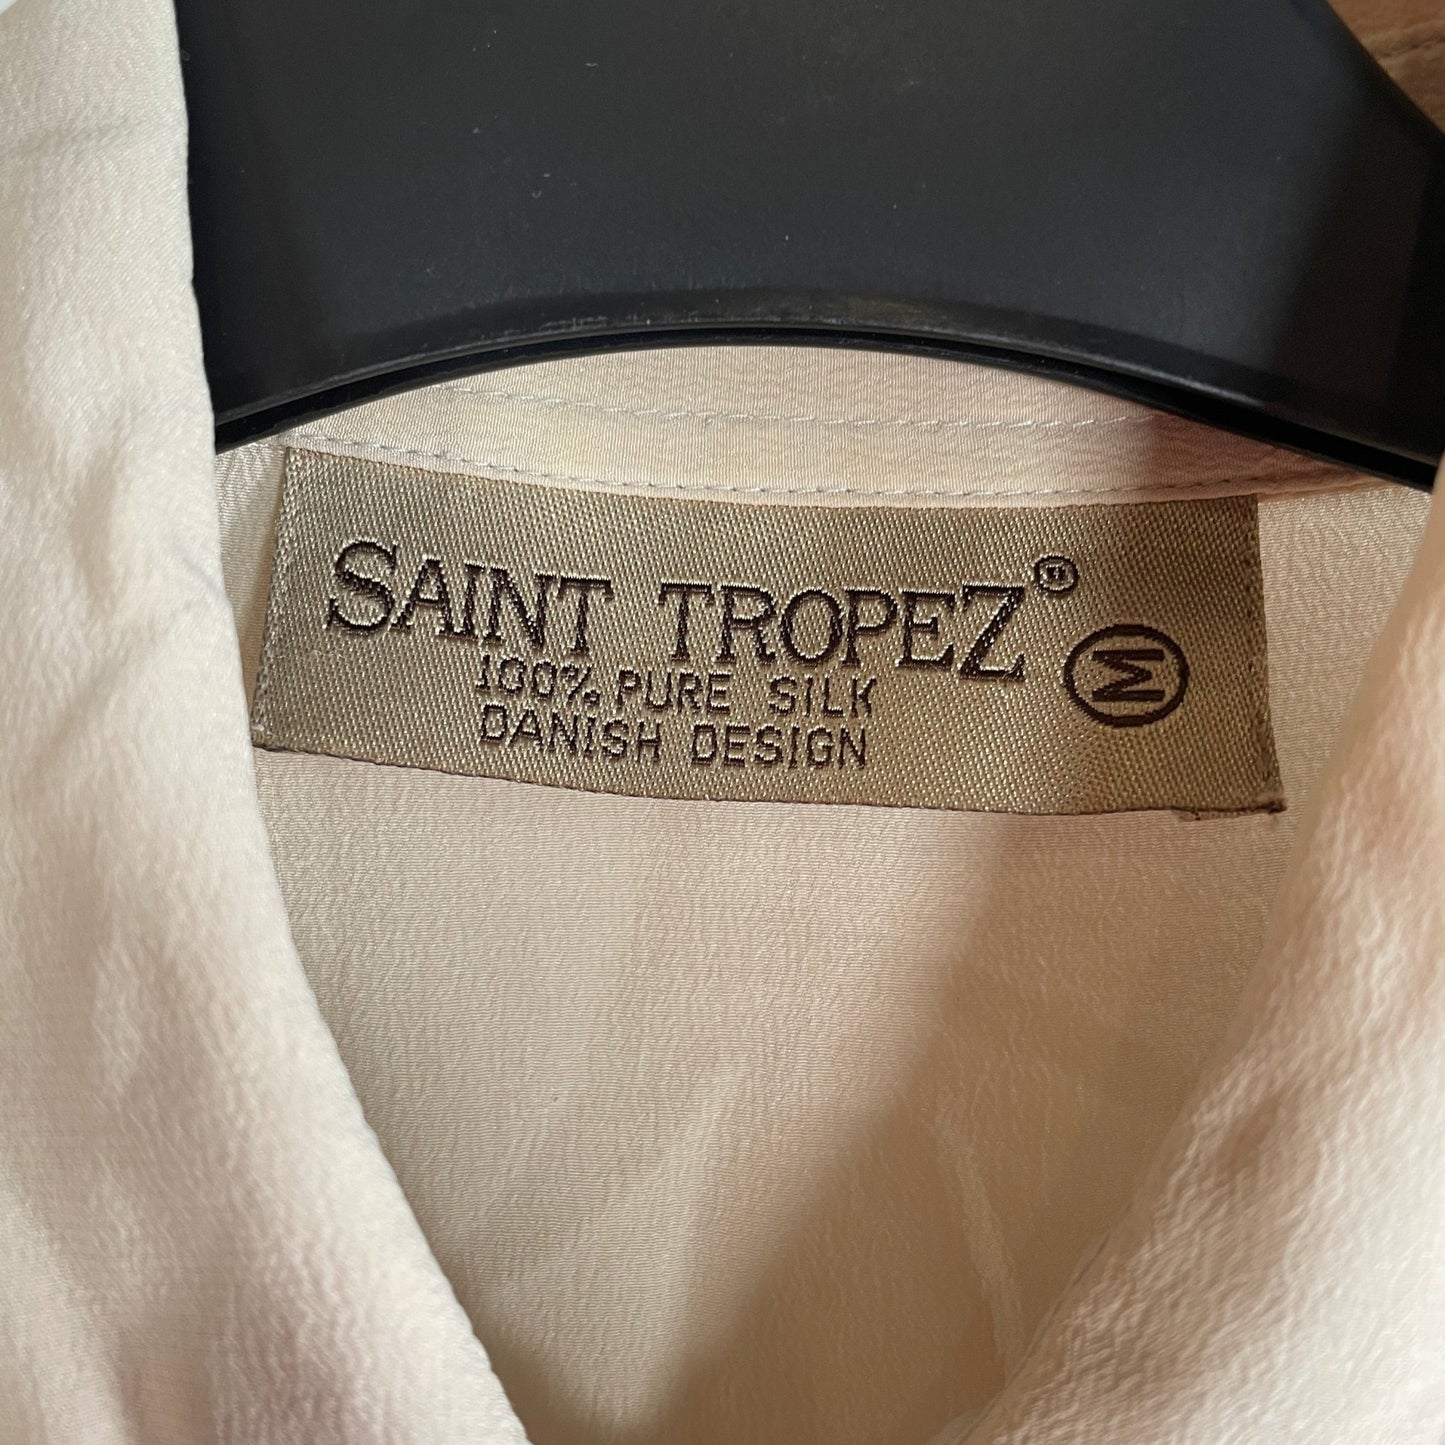 SAINT TROPEZ®
100% PURE SILK
DANISH DESIGN
M